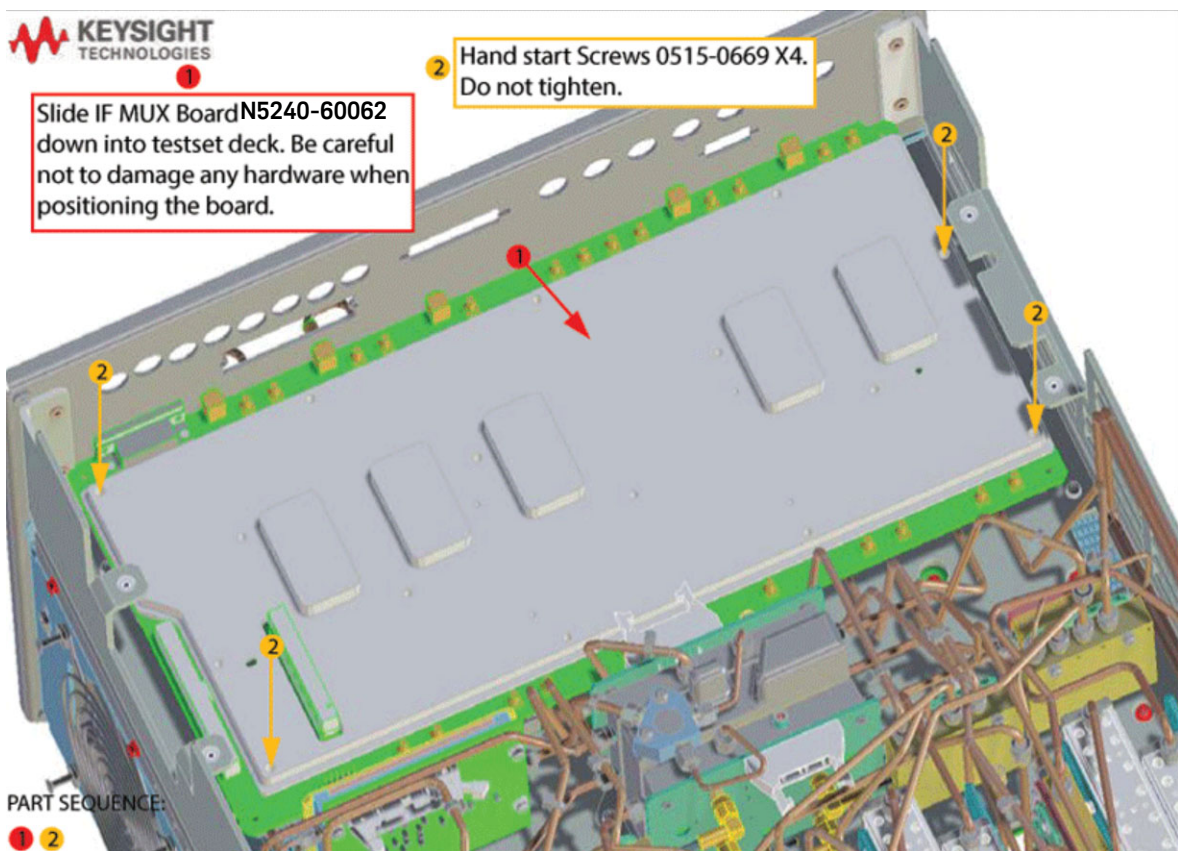 KEYSIGHT
TECHNOLOGIES
1
Slide IF MUX Board N5240-60062
down into testset deck. Be careful
not to damage any hardware when
positioning the board.
2
Hand start Screws 0515-0669 X4.
Do not tighten.
2
1
2
2
2
PART SEQUENCE:
1 2